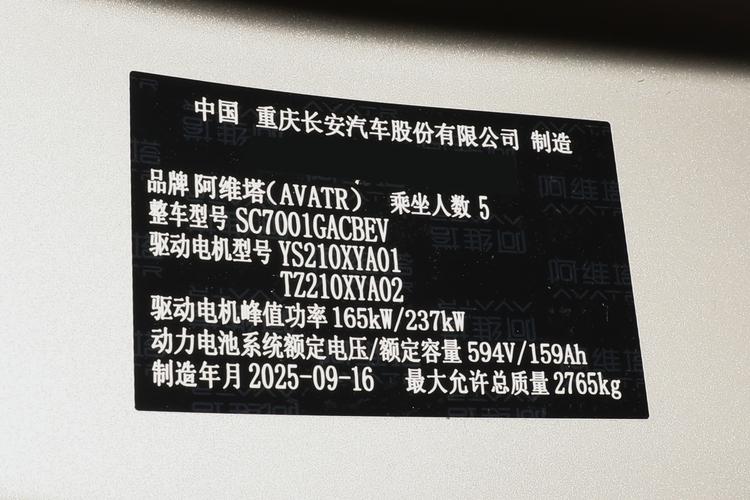 中国 重庆长安汽车股份有限公司 制造
品牌 阿维塔(AVATR) 乘坐人数 5
整车型号 SC7001GACBEV
驱动电机型号 YS210XYA01
TZ210XYA02
驱动电机峰值功率 165kW/237kW
动力电池系统额定电压/额定容量 594V/159Ah
制造年月 2025-09-16 最大允许总质量 2765kg